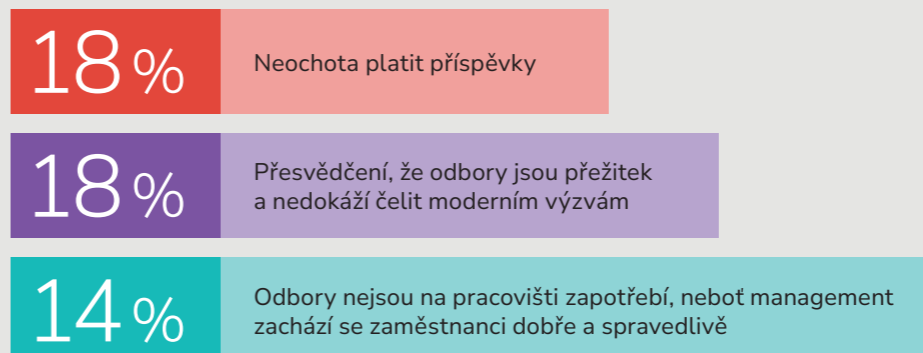 18 %
Neochota platit příspěvky
18 %
Přesvědčení, že odbory jsou přežitek
a nedokáží čelit moderním výzvám
14 %
Odbory nejsou na pracovišti zapotřebí, neboť management
zachází se zaměstnanci dobře a spravedlivě